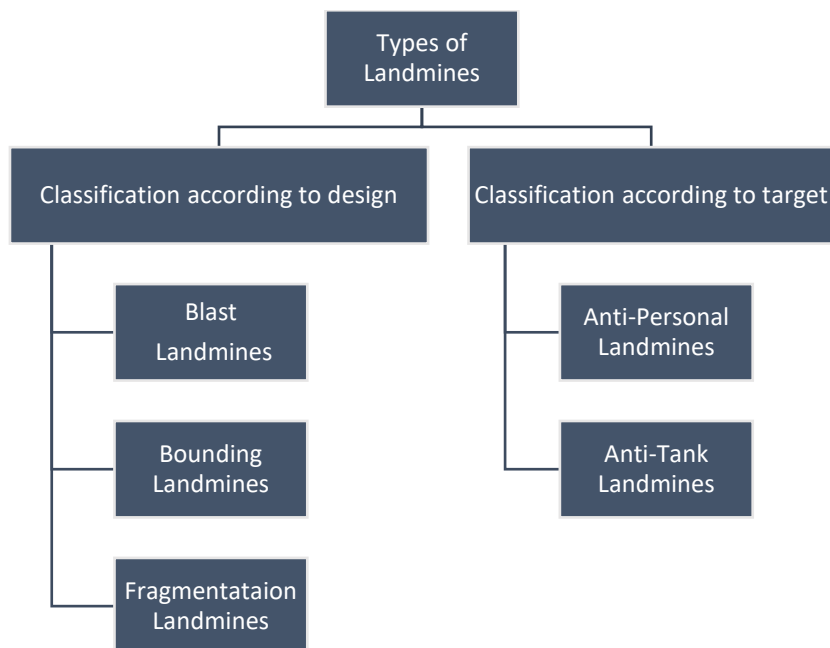 Types of
Landmines
Classification according to design
Classification according to target
Blast
Landmines
Bounding
Landmines
Fragmentataion
Landmines
Anti-Personal
Landmines
Anti-Tank
Landmines